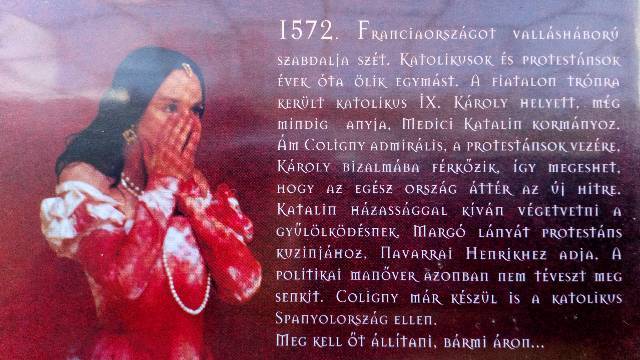 1572. Franciaországot vallásháború
szabdalja szét. Katolikusok és protestánsok
évek óta ölik egymást. A fiatalon trónra
került katolikus IX. Károly helyett, még
mindig anyja, Medici Katalin kormányoz.
Ám Coligny admirális, a protestánsok vezére,
Károly bizalmába férkőzik, így megeshet,
hogy az egész ország áttér az új hitre.
Katalin házassággal kíván végetvetni a
gyűlölködésnek. Margó lányát protestáns
kuzinjához, Navarrai Henrikhez adja. A
politikai manőver azonban nem téveszt meg
senkit. Coligny már készül is a katolikus
Spanyolország ellen.
Meg kell őt állítani, bármi áron...